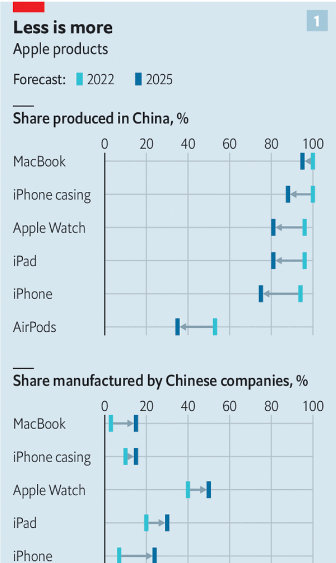 1
Less is more
Apple products
Forecast: 2022 2025
Share produced in China, %
0 20 40 60 80 100
MacBook
iPhone casing
Apple Watch
iPad
iPhone
AirPods
Share manufactured by Chinese companies, %
0 20 40 60 80 100
MacBook
iPhone casing
Apple Watch
iPad
iPhone